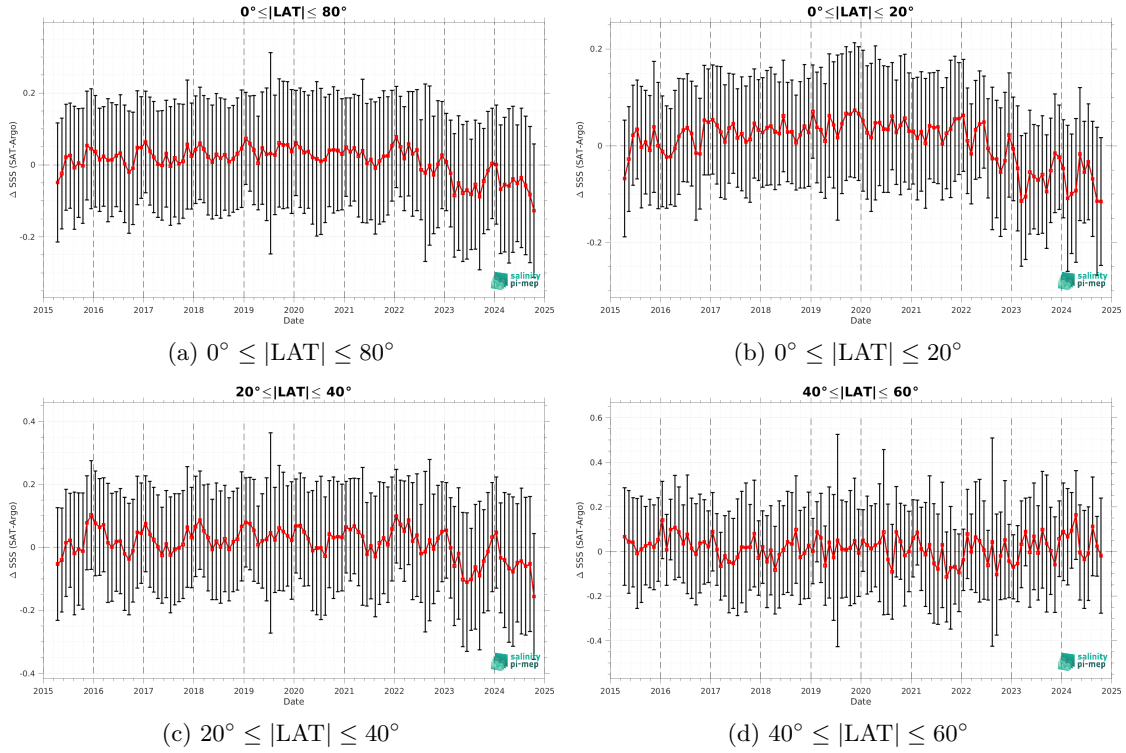 0°≤|LAT|≤ 80°
Δ SSS (SAT-Argo)
0.2
0
-0.2
2015 2016 2017 2018 2019 2020 2021 2022 2023 2024 2025
Date
salinity
pi-mep
(a) 0° ≤ |LAT| ≤ 80°
0°≤|LAT|≤ 20°
Δ SSS (SAT-Argo)
0.2
0
-0.2
2015 2016 2017 2018 2019 2020 2021 2022 2023 2024 2025
Date
salinity
pi-mep
(b) 0° ≤ |LAT| ≤ 20°
20°≤|LAT|≤ 40°
Δ SSS (SAT-Argo)
0.4
0.2
0
-0.2
-0.4
2015 2016 2017 2018 2019 2020 2021 2022 2023 2024 2025
Date
salinity
pi-mep
(c) 20° ≤ |LAT| ≤ 40°
40°≤|LAT|≤ 60°
Δ SSS (SAT-Argo)
0.6
0.4
0.2
0
-0.2
-0.4
2015 2016 2017 2018 2019 2020 2021 2022 2023 2024 2025
Date
salinity
pi-mep
(d) 40° ≤ |LAT| ≤ 60°